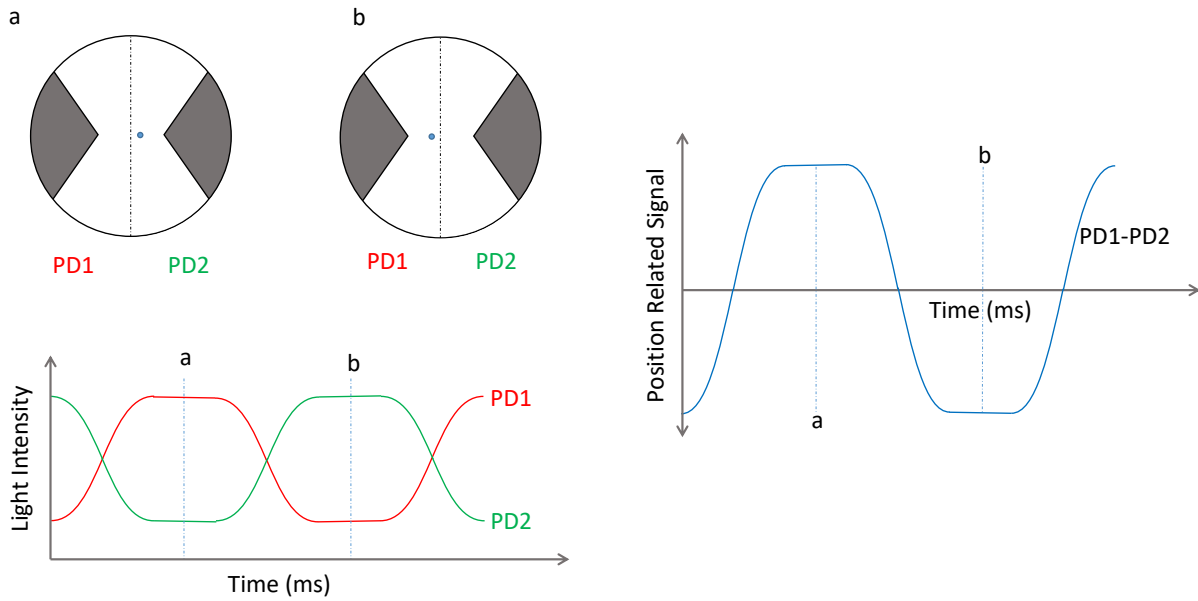 a
b
PD1
PD2
PD1
PD2
Light Intensity
a
b
PD1
PD2
Time (ms)
Position Related Signal
b
PD1-PD2
Time (ms)
a